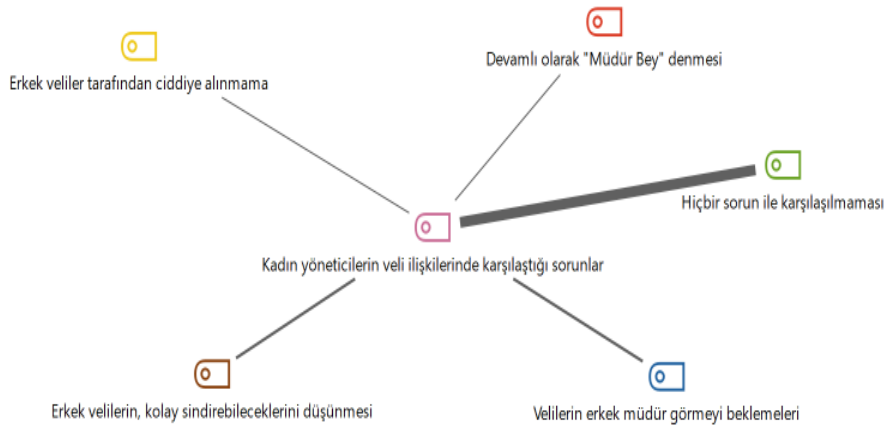 Devamlı olarak "Müdür Bey" denmesi
Erkek veliler tarafından ciddiye alınmama
Hiçbir sorun ile karşılaşılmaması
Kadın yöneticilerin veli ilişkilerinde karşılaştığı sorunlar
Erkek velilerin, kolay sindirebileceklerini düşünmesi
Velilerin erkek müdür görmeyi beklemeleri